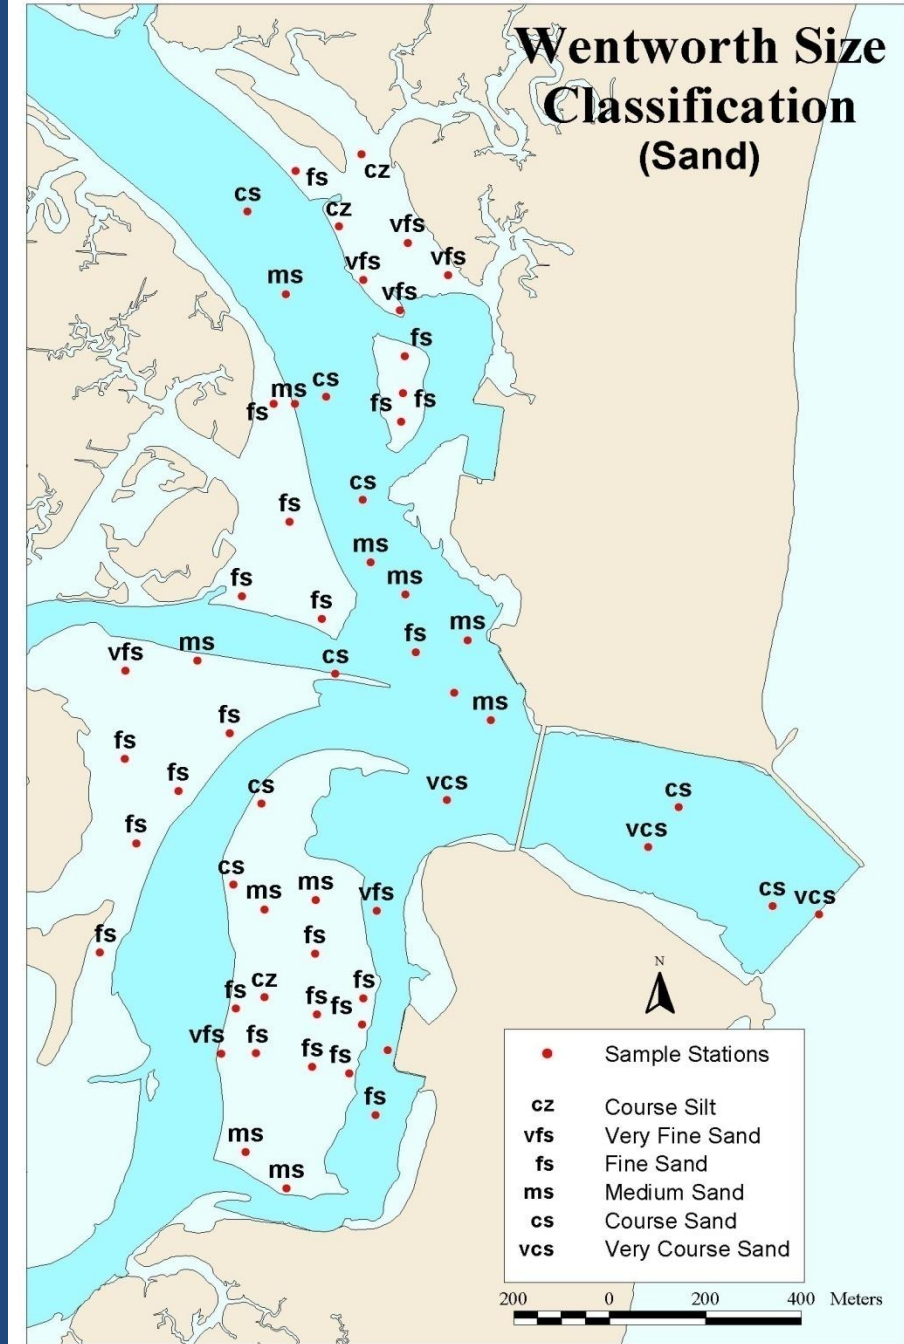 Wentworth Size
Classification
(Sand)
cz
fs
cs
cz
vfs
vfs
vfs
ms
vfs
fs
cs
ms
fs
fs
fs
cs
fs
ms
ms
fs
fs
ms
fs
ms
vfs
cs
ms
fs
fs
fs
vcs
cs
cs
fs
vcs
cs
ms
ms
vfs
cs
vcs
fs
fs
cz
fs
fs
fs
fs
vfs
fs
fs
fs
fs
ms
ms
N
Sample Stations
cz Course Silt
vfs Very Fine Sand
fs Fine Sand
ms Medium Sand
cs Course Sand
vcs Very Course Sand
200 0 200 400 Meters